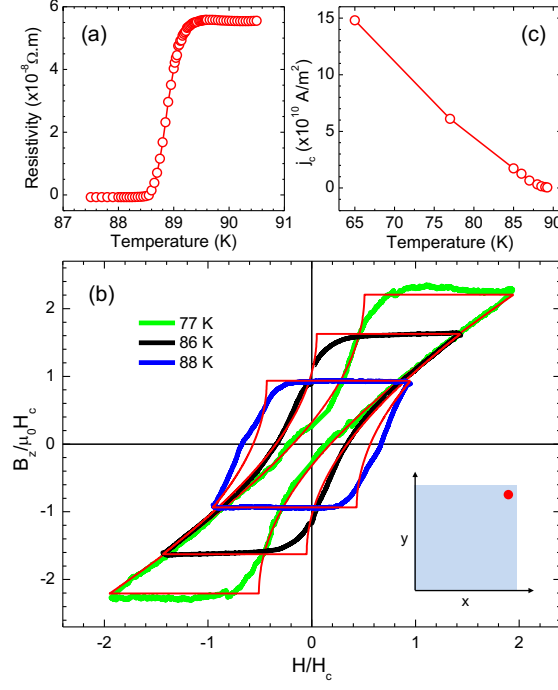 (a)
6
4
2
0
Resistivity (x10⁻⁸Ω.m)
87 88 89 90 91
Temperature (K)
(c)
15
10
5
0
j_c (x10¹⁰ A/m²)
65 70 75 80 85 90
Temperature (K)
(b)
77 K
86 K
88 K
2
1
0
-1
-2
B_z/μ₀H_c
y
x
-2 -1 0 1 2
H/H_c